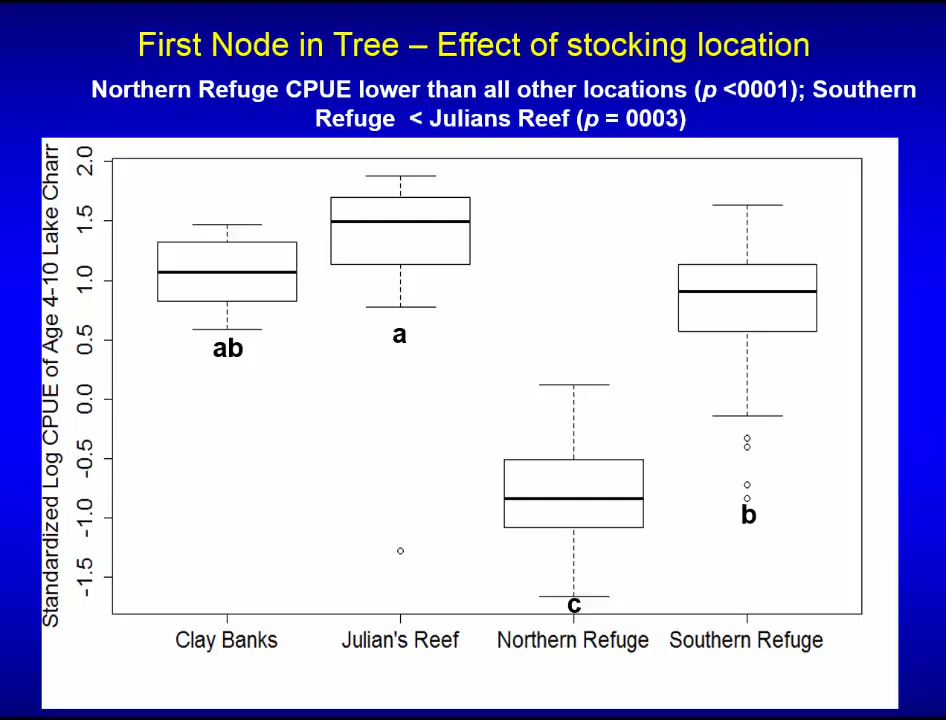 First Node in Tree – Effect of stocking location
Northern Refuge CPUE lower than all other locations (p <0001); Southern
Refuge < Julians Reef (p = 0003)
Standardized Log CPUE of Age 4-10 Lake Charr
2.0
1.5
1.0
0.5
0.0
-0.5
-1.0
-1.5
ab
a
c
b
Clay Banks
Julian's Reef
Northern Refuge
Southern Refuge